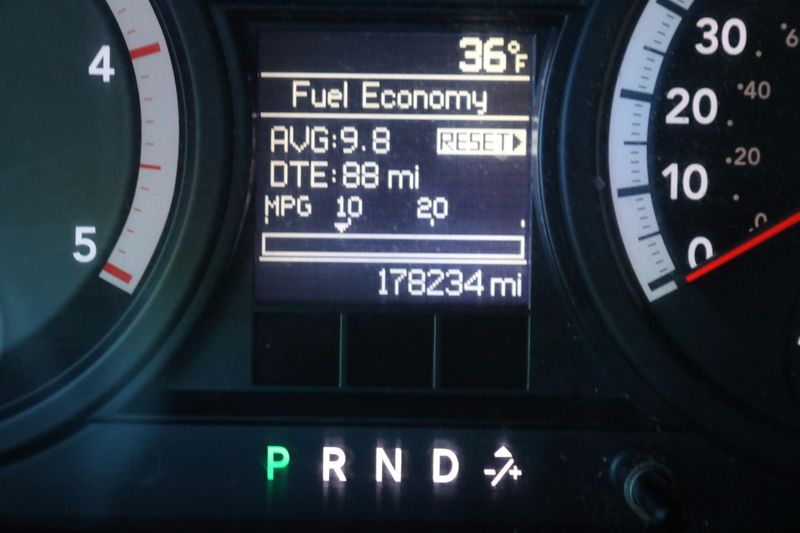 36°F
Fuel Economy
AVG:9.8 RESET
DTE:88 mi
MPG 10 20
178234 mi
4
5
30
20
10
0
40
20
0
P R N D -/+